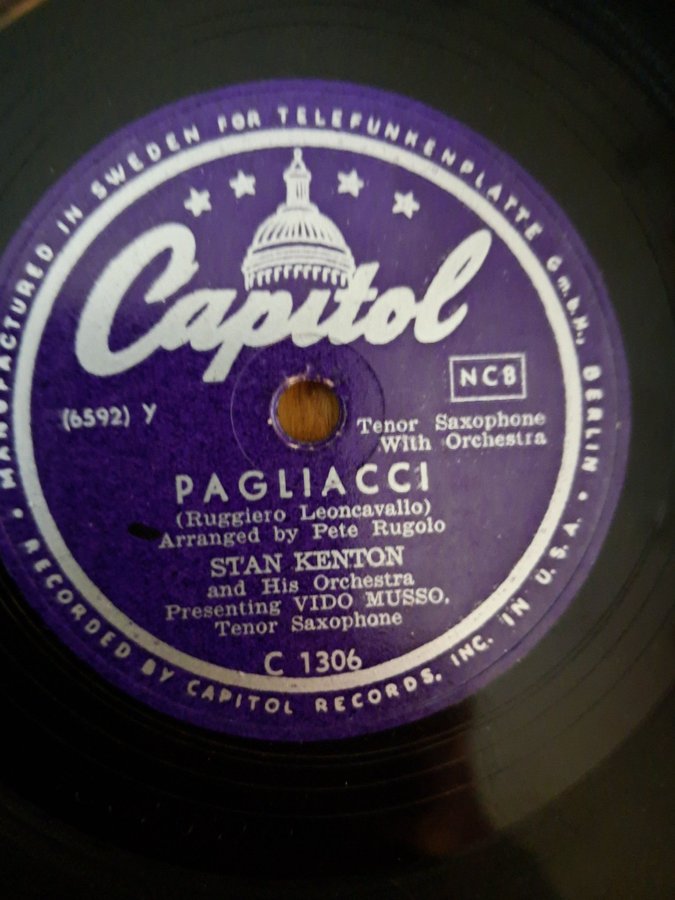 MANUFACTURED IN SWEDEN FOR TELEFUNKENPLATTE G.m.b.H., BERLIN
Capitol
NCB
(6592) Y
Tenor Saxophone
With Orchestra
PAGLIACCI
(Ruggiero Leoncavallo)
Arranged by Pete Rugolo
STAN KENTON
and His Orchestra
Presenting VIDO MUSSO,
Tenor Saxophone
C 1306
RECORDED BY CAPITOL RECORDS, INC. IN U.S.A.